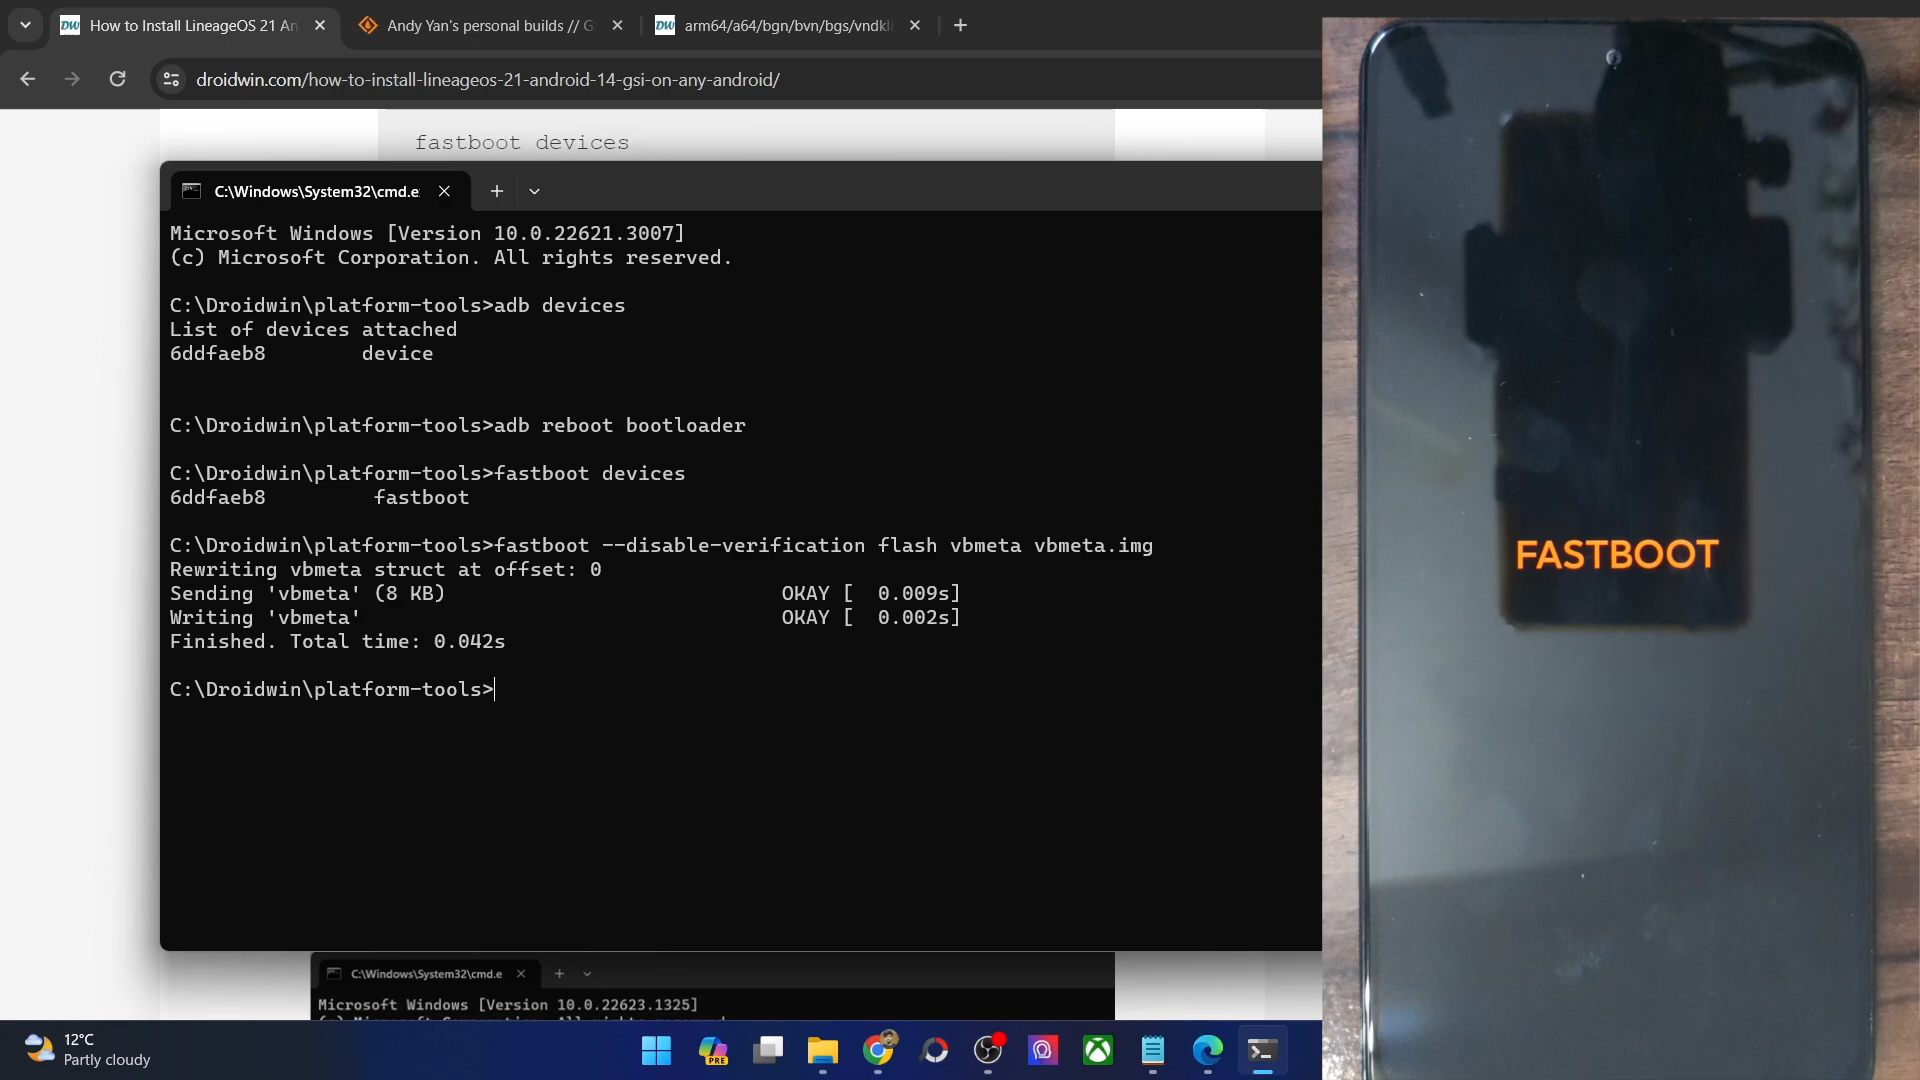 How to Install LineageOS 21 An
Andy Yan's personal builds // G
arm64/a64/bgn/bvn/bgs/vndkli
droidwin.com/how-to-install-lineageos-21-android-14-gsi-on-any-android/
fastboot devices
C:\Windows\System32\cmd.e
Microsoft Windows [Version 10.0.22621.3007]
(c) Microsoft Corporation. All rights reserved.
C:\Droidwin\platform-tools>adb devices
List of devices attached
6ddfaeb8 device
C:\Droidwin\platform-tools>adb reboot bootloader
C:\Droidwin\platform-tools>fastboot devices
6ddfaeb8 fastboot
C:\Droidwin\platform-tools>fastboot --disable-verification flash vbmeta vbmeta.img
Rewriting vbmeta struct at offset: 0
Sending 'vbmeta' (8 KB) OKAY [ 0.009s]
Writing 'vbmeta' OKAY [ 0.002s]
Finished. Total time: 0.042s
C:\Droidwin\platform-tools>
FASTBOOT
C:\Windows\System32\cmd.e
Microsoft Windows [Version 10.0.22623.1325]
12°C
Partly cloudy
PRE